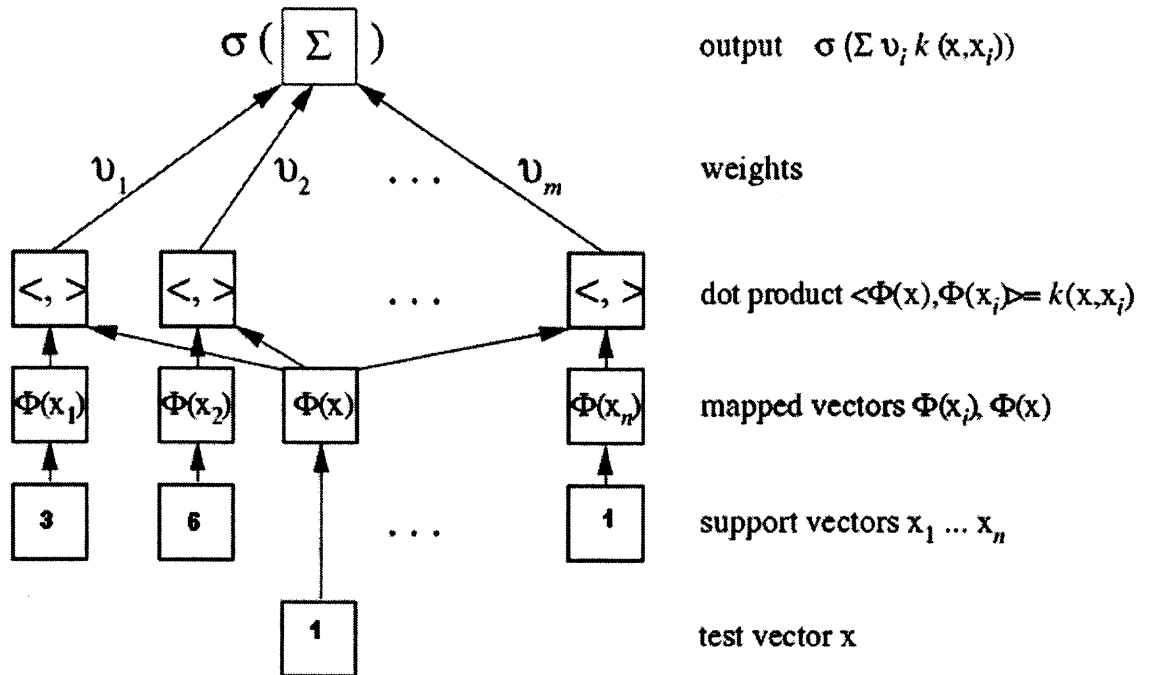 σ ( Σ ) output σ (Σ υ_i k (x,x_i))
υ_1 υ_2 . . . υ_m weights
<, > <, > . . . <, > dot product <Φ(x),Φ(x_i)>= k(x,x_i)
Φ(x_1) Φ(x_2) Φ(x) Φ(x_n) mapped vectors Φ(x_i), Φ(x)
3 6 . . . 1 support vectors x_1 ... x_n
1 test vector x